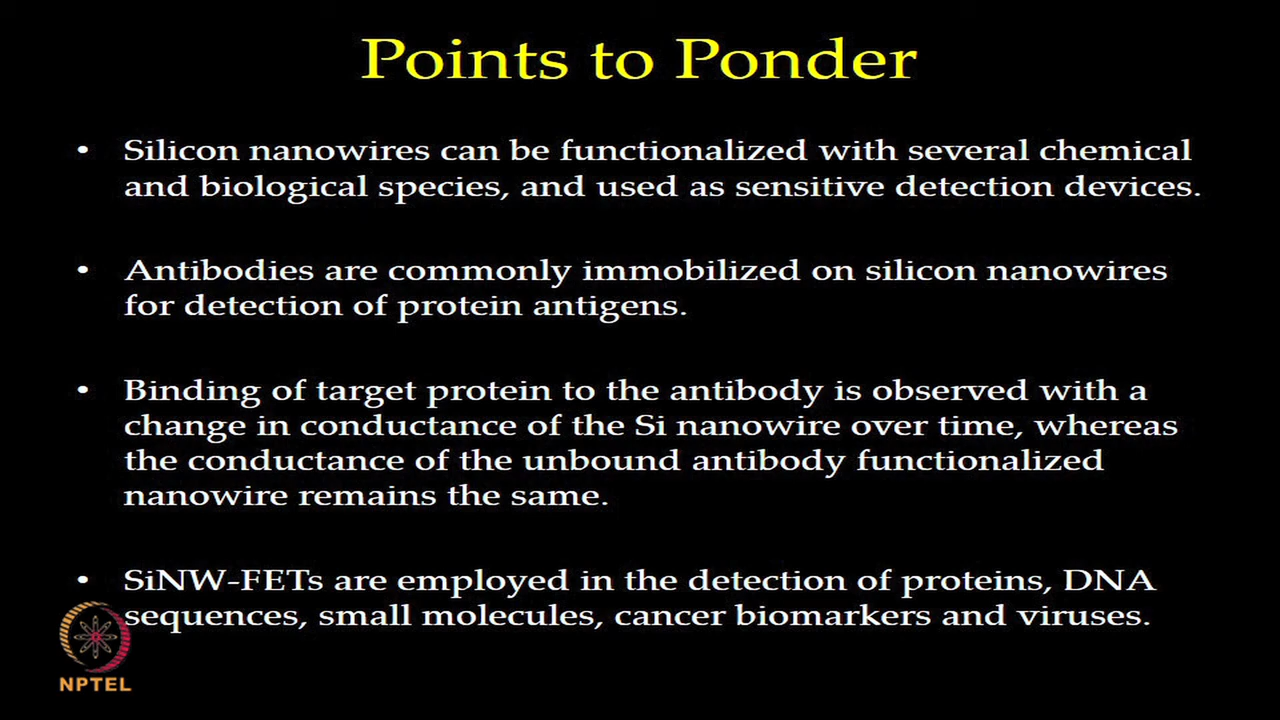 Points to Ponder
• Silicon nanowires can be functionalized with several chemical
and biological species, and used as sensitive detection devices.
• Antibodies are commonly immobilized on silicon nanowires
for detection of protein antigens.
• Binding of target protein to the antibody is observed with a
change in conductance of the Si nanowire over time, whereas
the conductance of the unbound antibody functionalized
nanowire remains the same.
• SiNW-FETs are employed in the detection of proteins, DNA
sequences, small molecules, cancer biomarkers and viruses.
NPTEL